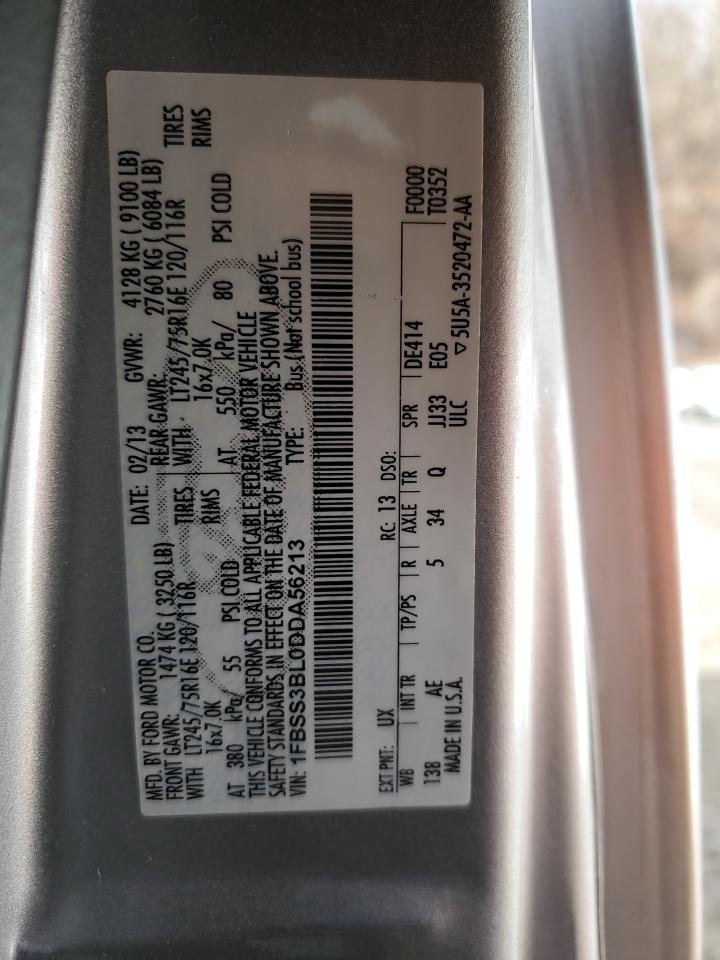 MFD. BY FORD MOTOR CO.
DATE: 02/13 GVWR: 4128 KG ( 9100 LB)
FRONT GAWR: 1474 KG ( 3250 LB) REAR GAWR: 2760 KG ( 6084 LB)
WITH LT245/75R16E 120/116R TIRES WITH LT245/75R16E 120/116R TIRES
16x7.0K RIMS 16x7.0K RIMS
AT 380 kPa/ 55 PSI COLD AT 550 kPa/ 80 PSI COLD
THIS VEHICLE CONFORMS TO ALL APPLICABLE FEDERAL MOTOR VEHICLE
SAFETY STANDARDS IN EFFECT ON THE DATE OF MANUFACTURE SHOWN ABOVE.
VIN: 1FBSS3BL0DDA56213 TYPE: Bus (Not school bus)
EXT PNT: UX RC: 13 DSO:
WB INT TR TP/PS R AXLE TR SPR DE414 F0000
138 AE 5 34 Q JJ33 E05 T0352
MADE IN U.S.A. ULC ▽5U5A-3520472-AA